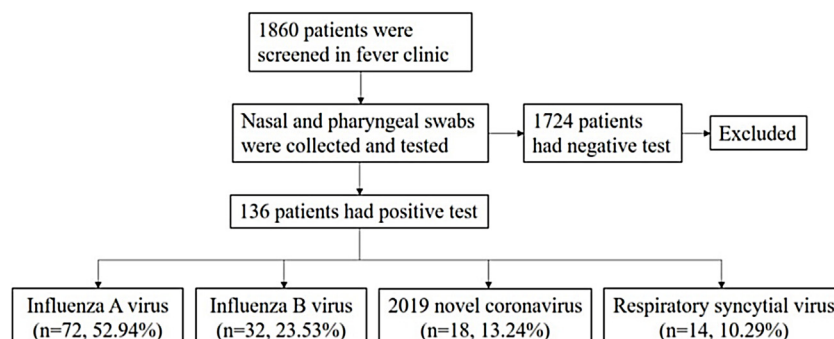 1860 patients were
screened in fever clinic
Nasal and pharyngeal swabs
were collected and tested
1724 patients
had negative test
Excluded
136 patients had positive test
Influenza A virus
(n=72, 52.94%)
Influenza B virus
(n=32, 23.53%)
2019 novel coronavirus
(n=18, 13.24%)
Respiratory syncytial virus
(n=14, 10.29%)